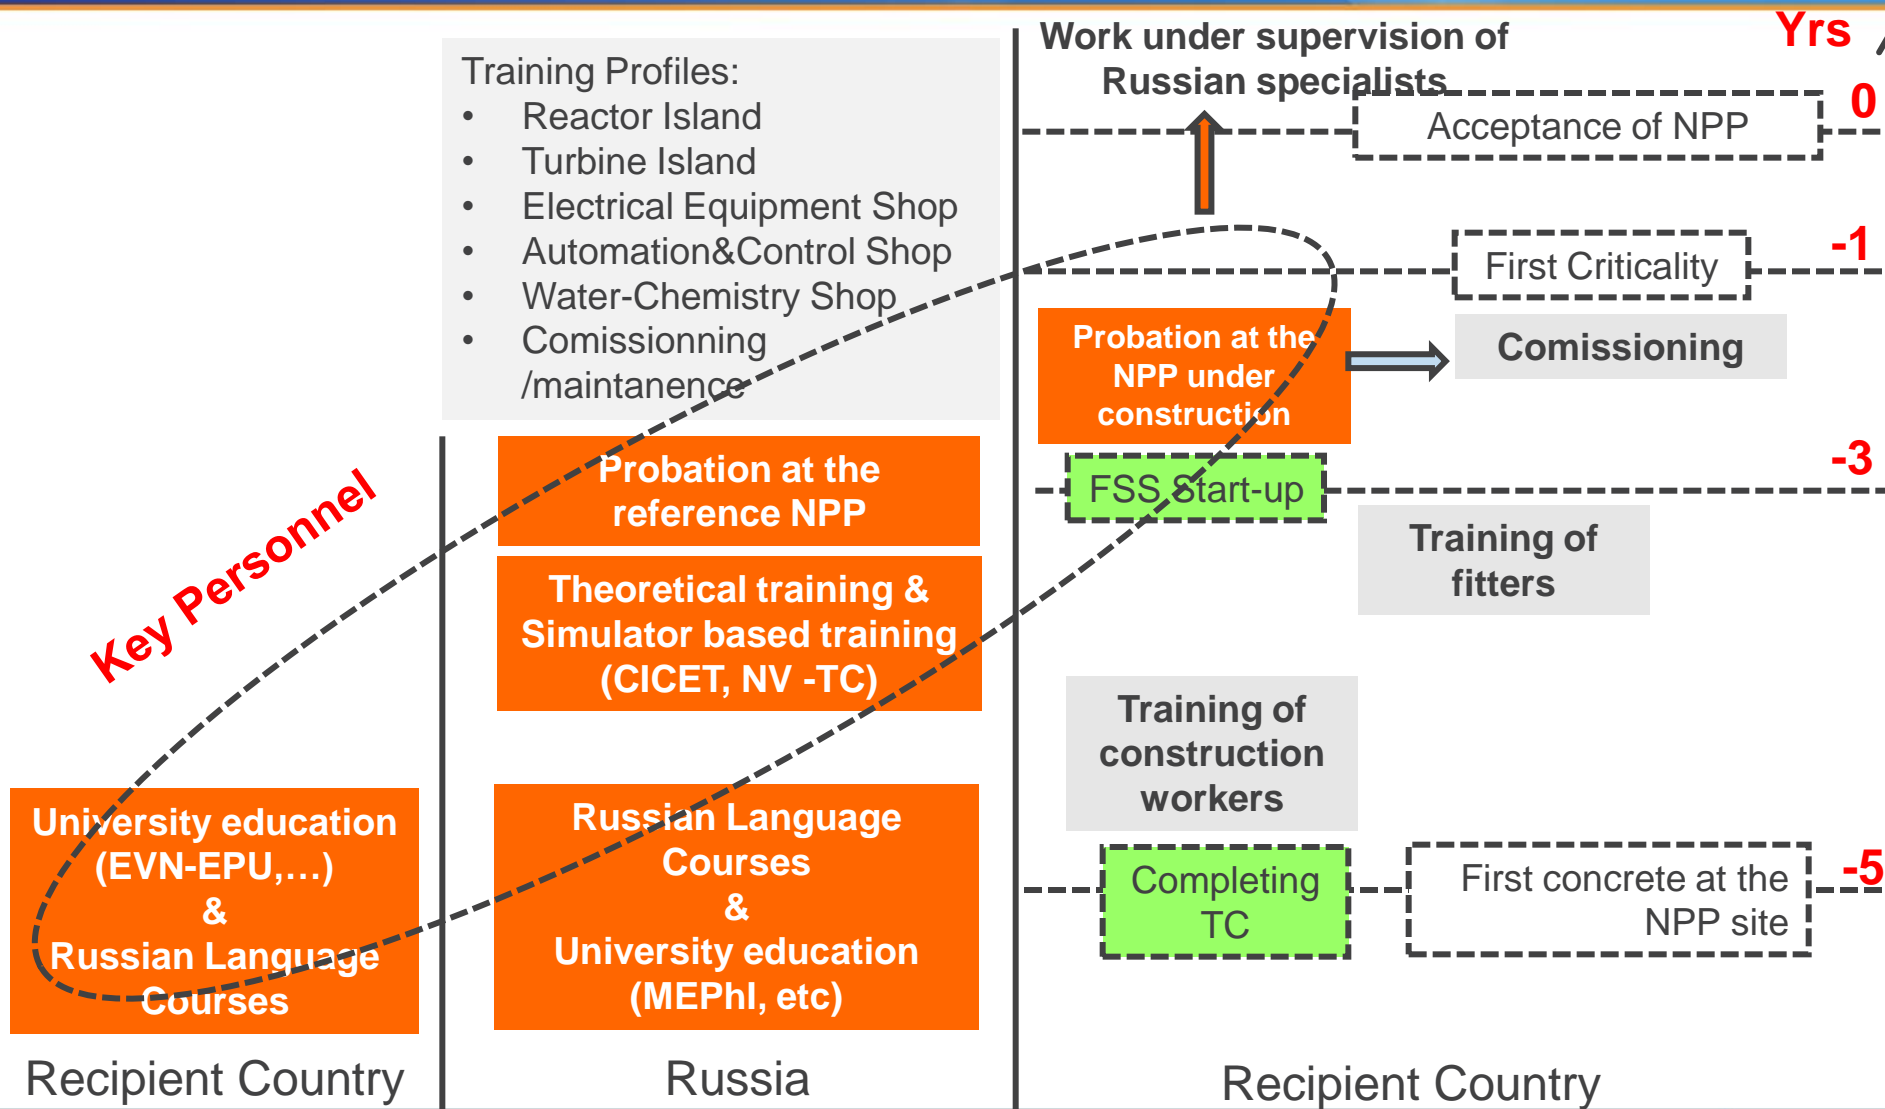 Work under supervision of
Russian specialists
Yrs
Training Profiles:
• Reactor Island
• Turbine Island
• Electrical Equipment Shop
• Automation&Control Shop
• Water-Chemistry Shop
• Comissionning
/maintanence
0
Acceptance of NPP
-1
First Criticality
Probation at the
NPP under
construction
Comissioning
-3
FSS Start-up
Training of
fitters
Probation at the
reference NPP
Key Personnel
Theoretical training &
Simulator based training
(CICET, NV -TC)
Training of
construction
workers
University education
(EVN-EPU,...)
&
Russian Language
Courses
Russian Language
Courses
&
University education
(MEPhI, etc)
Completing
TC
First concrete at the
NPP site
-5
Recipient Country
Russia
Recipient Country